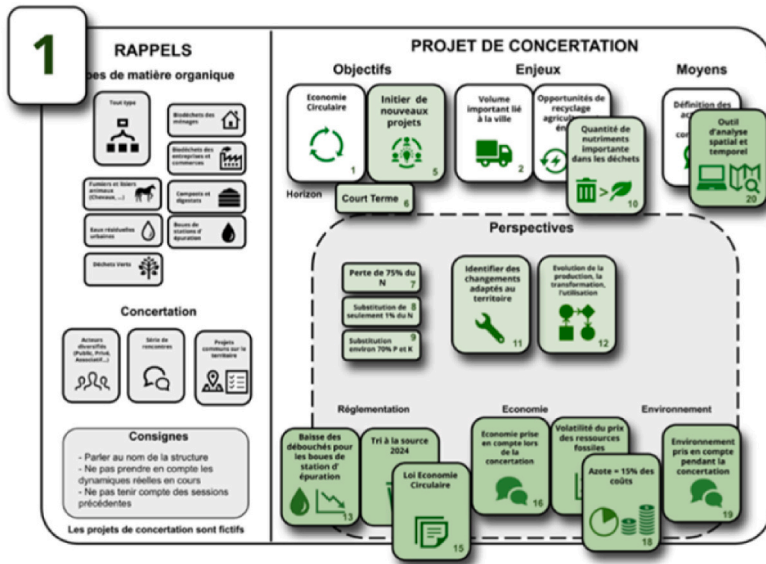 1
RAPPELS
pes de matière organique
Tout type
Biodéchets des
ménages
Biodéchets des
entreprises et
commerces
Fumiers et lisiers
animaux
(Chevaux, ...)
Composts et
digestats
Eaux résiduelles
urbaines
Boues de
stations d'
épuration
Déchets Verts
Concertation
Acteurs
diversifiés
(Public, Privé,
Associatif...)
Série de
rencontres
Projets
communs sur le
territoire
Consignes
- Parler au nom de la structure
- Ne pas prendre en compte les
dynamiques réelles en cours
- Ne pas tenir compte des sessions
précédentes
Les projets de concertation sont fictifs
PROJET DE CONCERTATION
Objectifs
Enjeux
Moyens
Economie
Circulaire
1
Initier de
nouveaux
projets
5
Volume
important lié à
la ville
2
Opportunités de
recyclage
Quantité de
nutriments
importante
dans les déchets
>
10
Définition des
Outil
d'analyse
spatial et
temporel
20
Horizon
Court Terme
6
Perspectives
Perte de 75% du
N
7
Substitution de
seulement 1% du N
8
Substitution
environ 70% P et K
9
Identifier des
changements
adaptés au
territoire
11
Evolution de la
production, la
transformation,
l'utilisation
12
Réglementation
Economie
Environnement
Baisse des
débouchés pour
les boues de
station d'
épuration
13
Tri à la source
2024
Loi Economie
Circulaire
15
Economie prise
en compte lors
de la
concertation
16
Volatilité du prix
des ressources
fossiles
Azote = 15% des
coûts
18
Environnement
pris en compte
pendant la
concertation
19